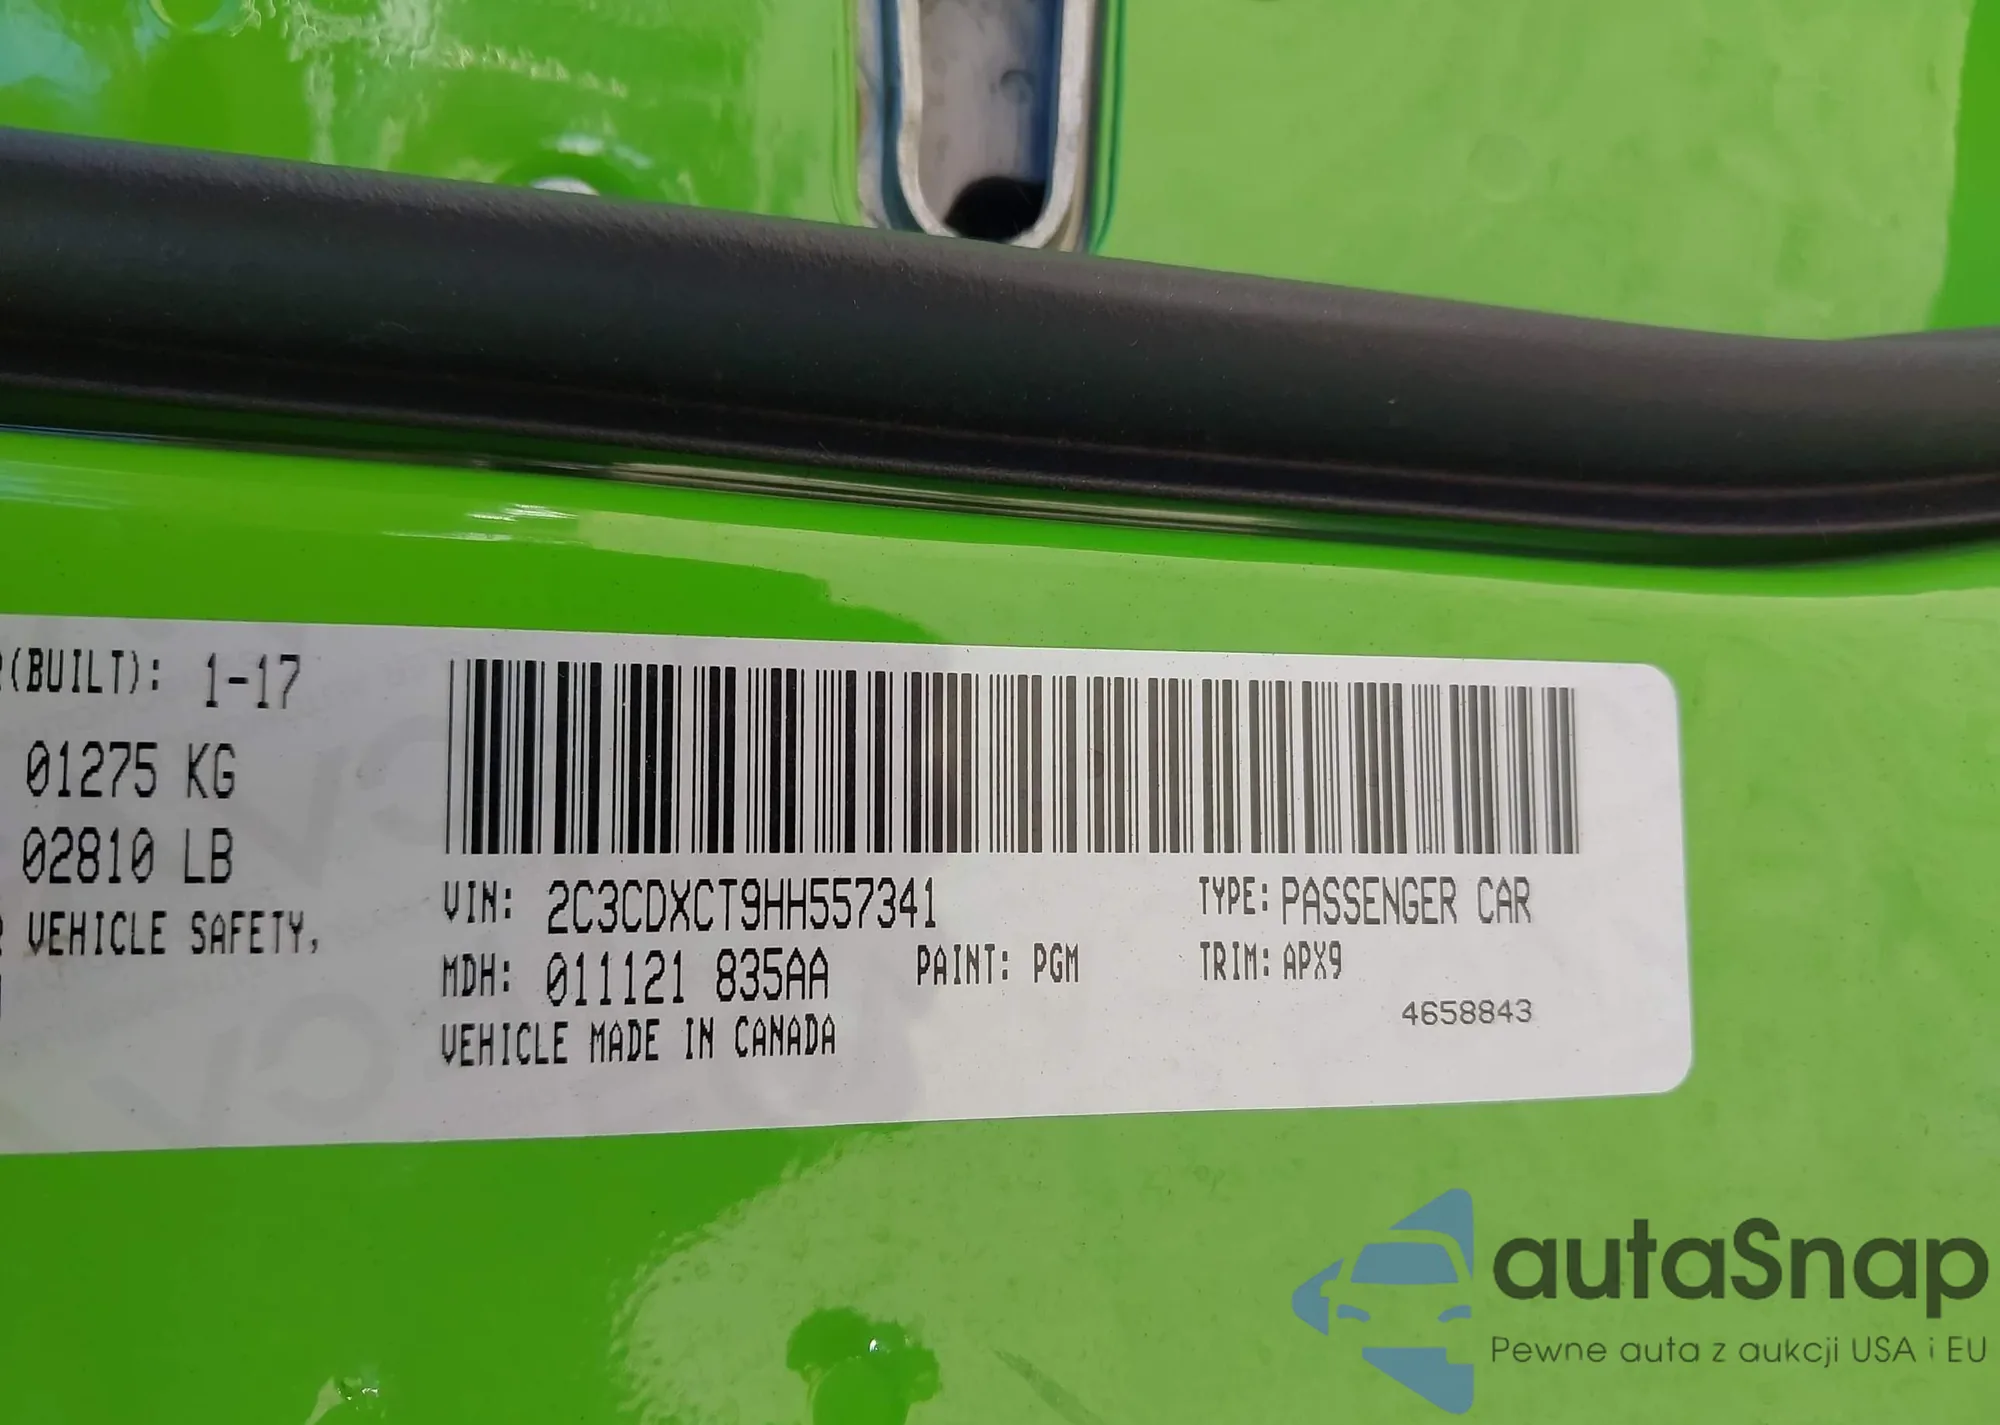 (BUILT): 1-17
01275 KG
02810 LB
VEHICLE SAFETY,
VIN: 2C3CDXCT9HH557341
TYPE: PASSENGER CAR
MDH: 011121 835AA
PAINT: PGM
TRIM: APX9
VEHICLE MADE IN CANADA
4658843
autaSnap
Pewne auta z aukcji USA i EU